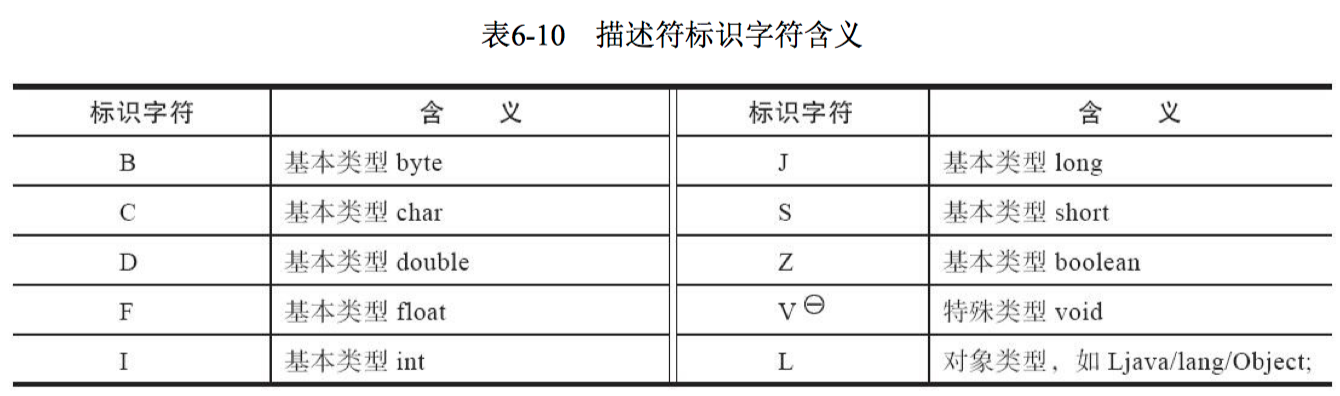 表6-10 描述符标识字符含义
标识字符 含 义 标识字符 含 义
B 基本类型 byte J 基本类型 long
C 基本类型 char S 基本类型 short
D 基本类型 double Z 基本类型 boolean
F 基本类型 float V㊀ 特殊类型 void
I 基本类型 int L 对象类型，如 Ljava/lang/Object;